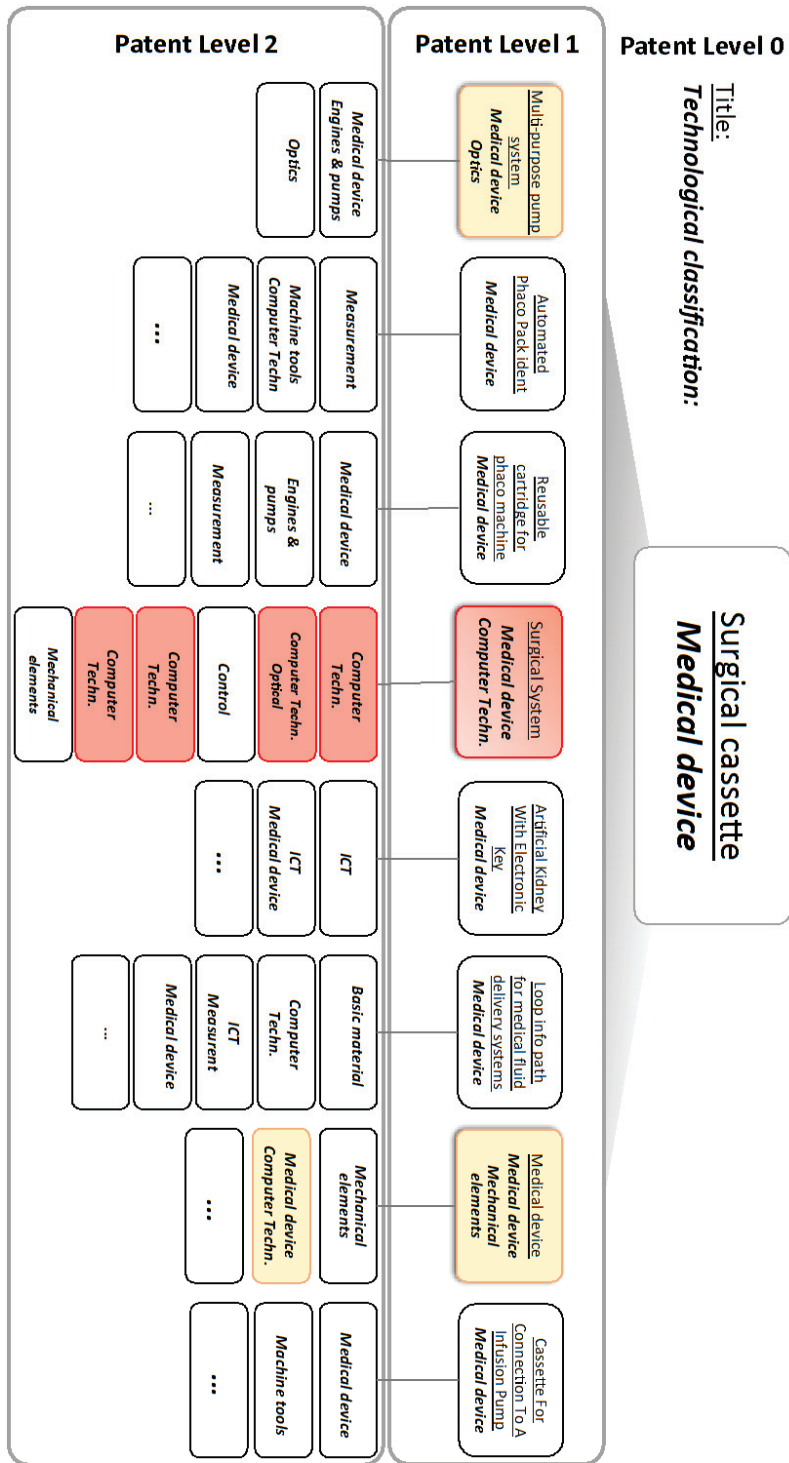 Patent Level 2
Patent Level 1
Patent Level 0
Title:
Technological classification:
Surgical cassette
Medical device
Multi-purpose pump
system
Medical device
Optics
Automated
Phaco Pack ident
Medical device
Reusable
cartridge for
phaco machine
Medical device
Surgical System
Medical device
Computer Techn.
Artificial Kidney
With Electronic
Key
Medical device
Loop info path
for medical fluid
delivery systems
Medical device
Medical device
Medical device
Mechanical
elements
Cassette For
Connection To A
Infusion Pump
Medical device
Medical device
Engines & pumps
Optics
Measurement
Machine tools
Computer Techn
Medical device
...
Medical device
Engines &
pumps
Measurement
...
Computer
Techn.
Computer Techn.
Optical
Control
Computer
Techn.
Computer
Techn.
Mechanical
elements
ICT
ICT
Medical device
...
Basic material
Computer
Techn.
ICT
Measurent
Medical device
...
Mechanical
elements
Medical device
Computer Techn.
...
Medical device
Machine tools
...